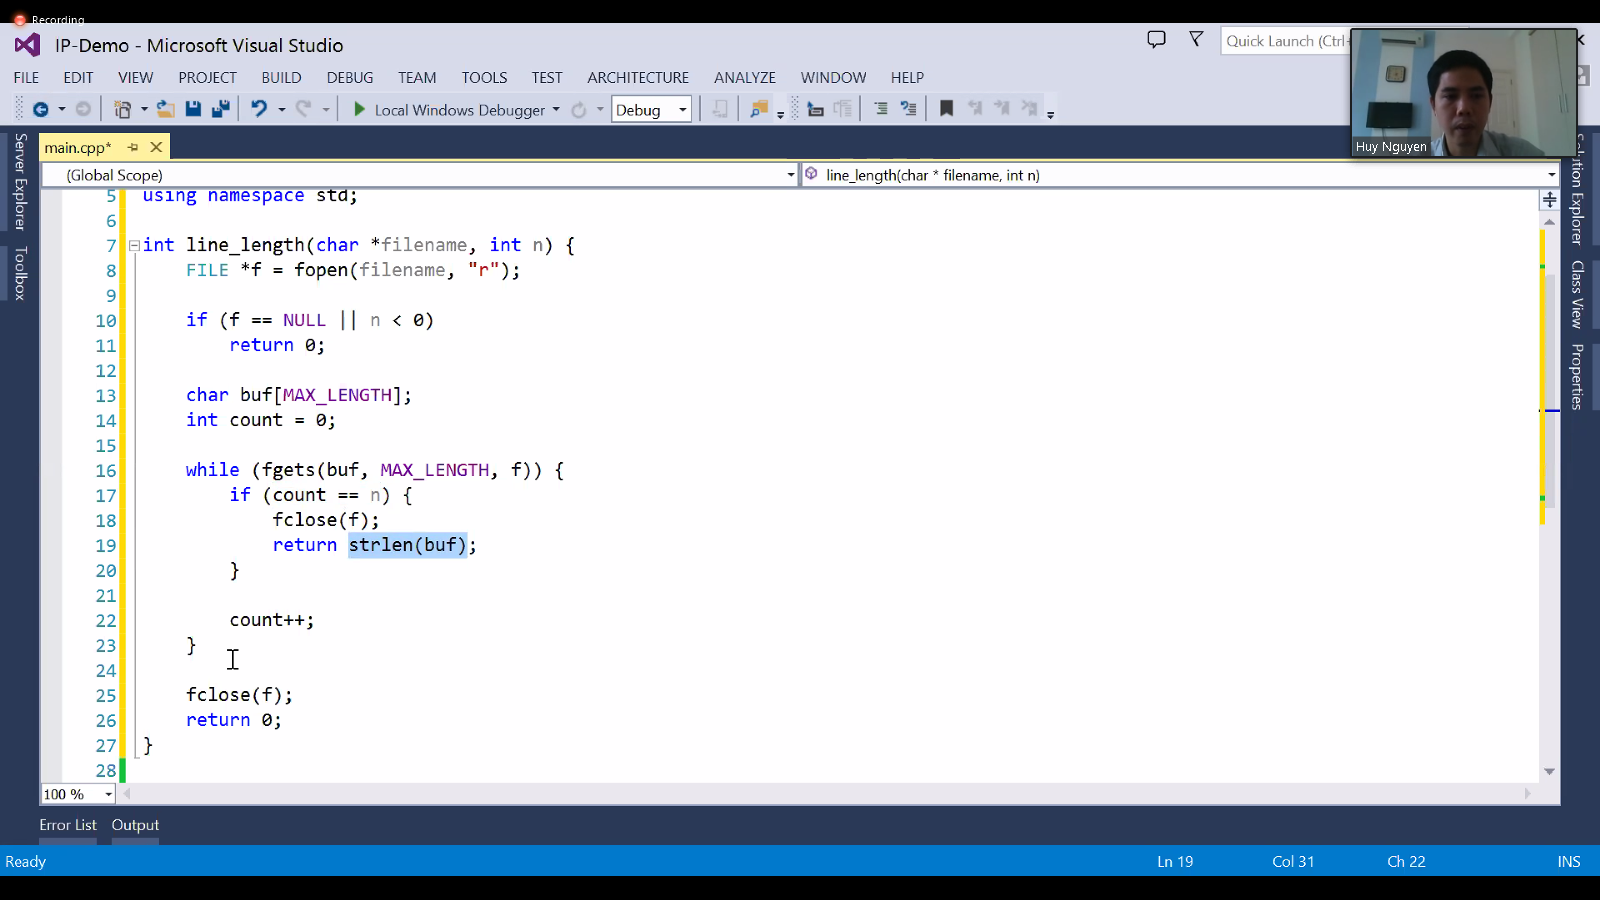 Recording
IP-Demo - Microsoft Visual Studio
Quick Launch (Ctrl
FILE EDIT VIEW PROJECT BUILD DEBUG TEAM TOOLS TEST ARCHITECTURE ANALYZE WINDOW HELP
Local Windows Debugger Debug
Huy Nguyen
main.cpp*
(Global Scope) line_length(char * filename, int n)
Server Explorer
Toolbox
Solution Explorer
Class View
Properties
5 using namespace std;
6
7 int line_length(char *filename, int n) {
8 FILE *f = fopen(filename, "r");
9
10 if (f == NULL || n < 0)
11 return 0;
12
13 char buf[MAX_LENGTH];
14 int count = 0;
15
16 while (fgets(buf, MAX_LENGTH, f)) {
17 if (count == n) {
18 fclose(f);
19 return strlen(buf);
20 }
21
22 count++;
23 }
24
25 fclose(f);
26 return 0;
27 }
28
100 %
Error List Output
Ready Ln 19 Col 31 Ch 22 INS